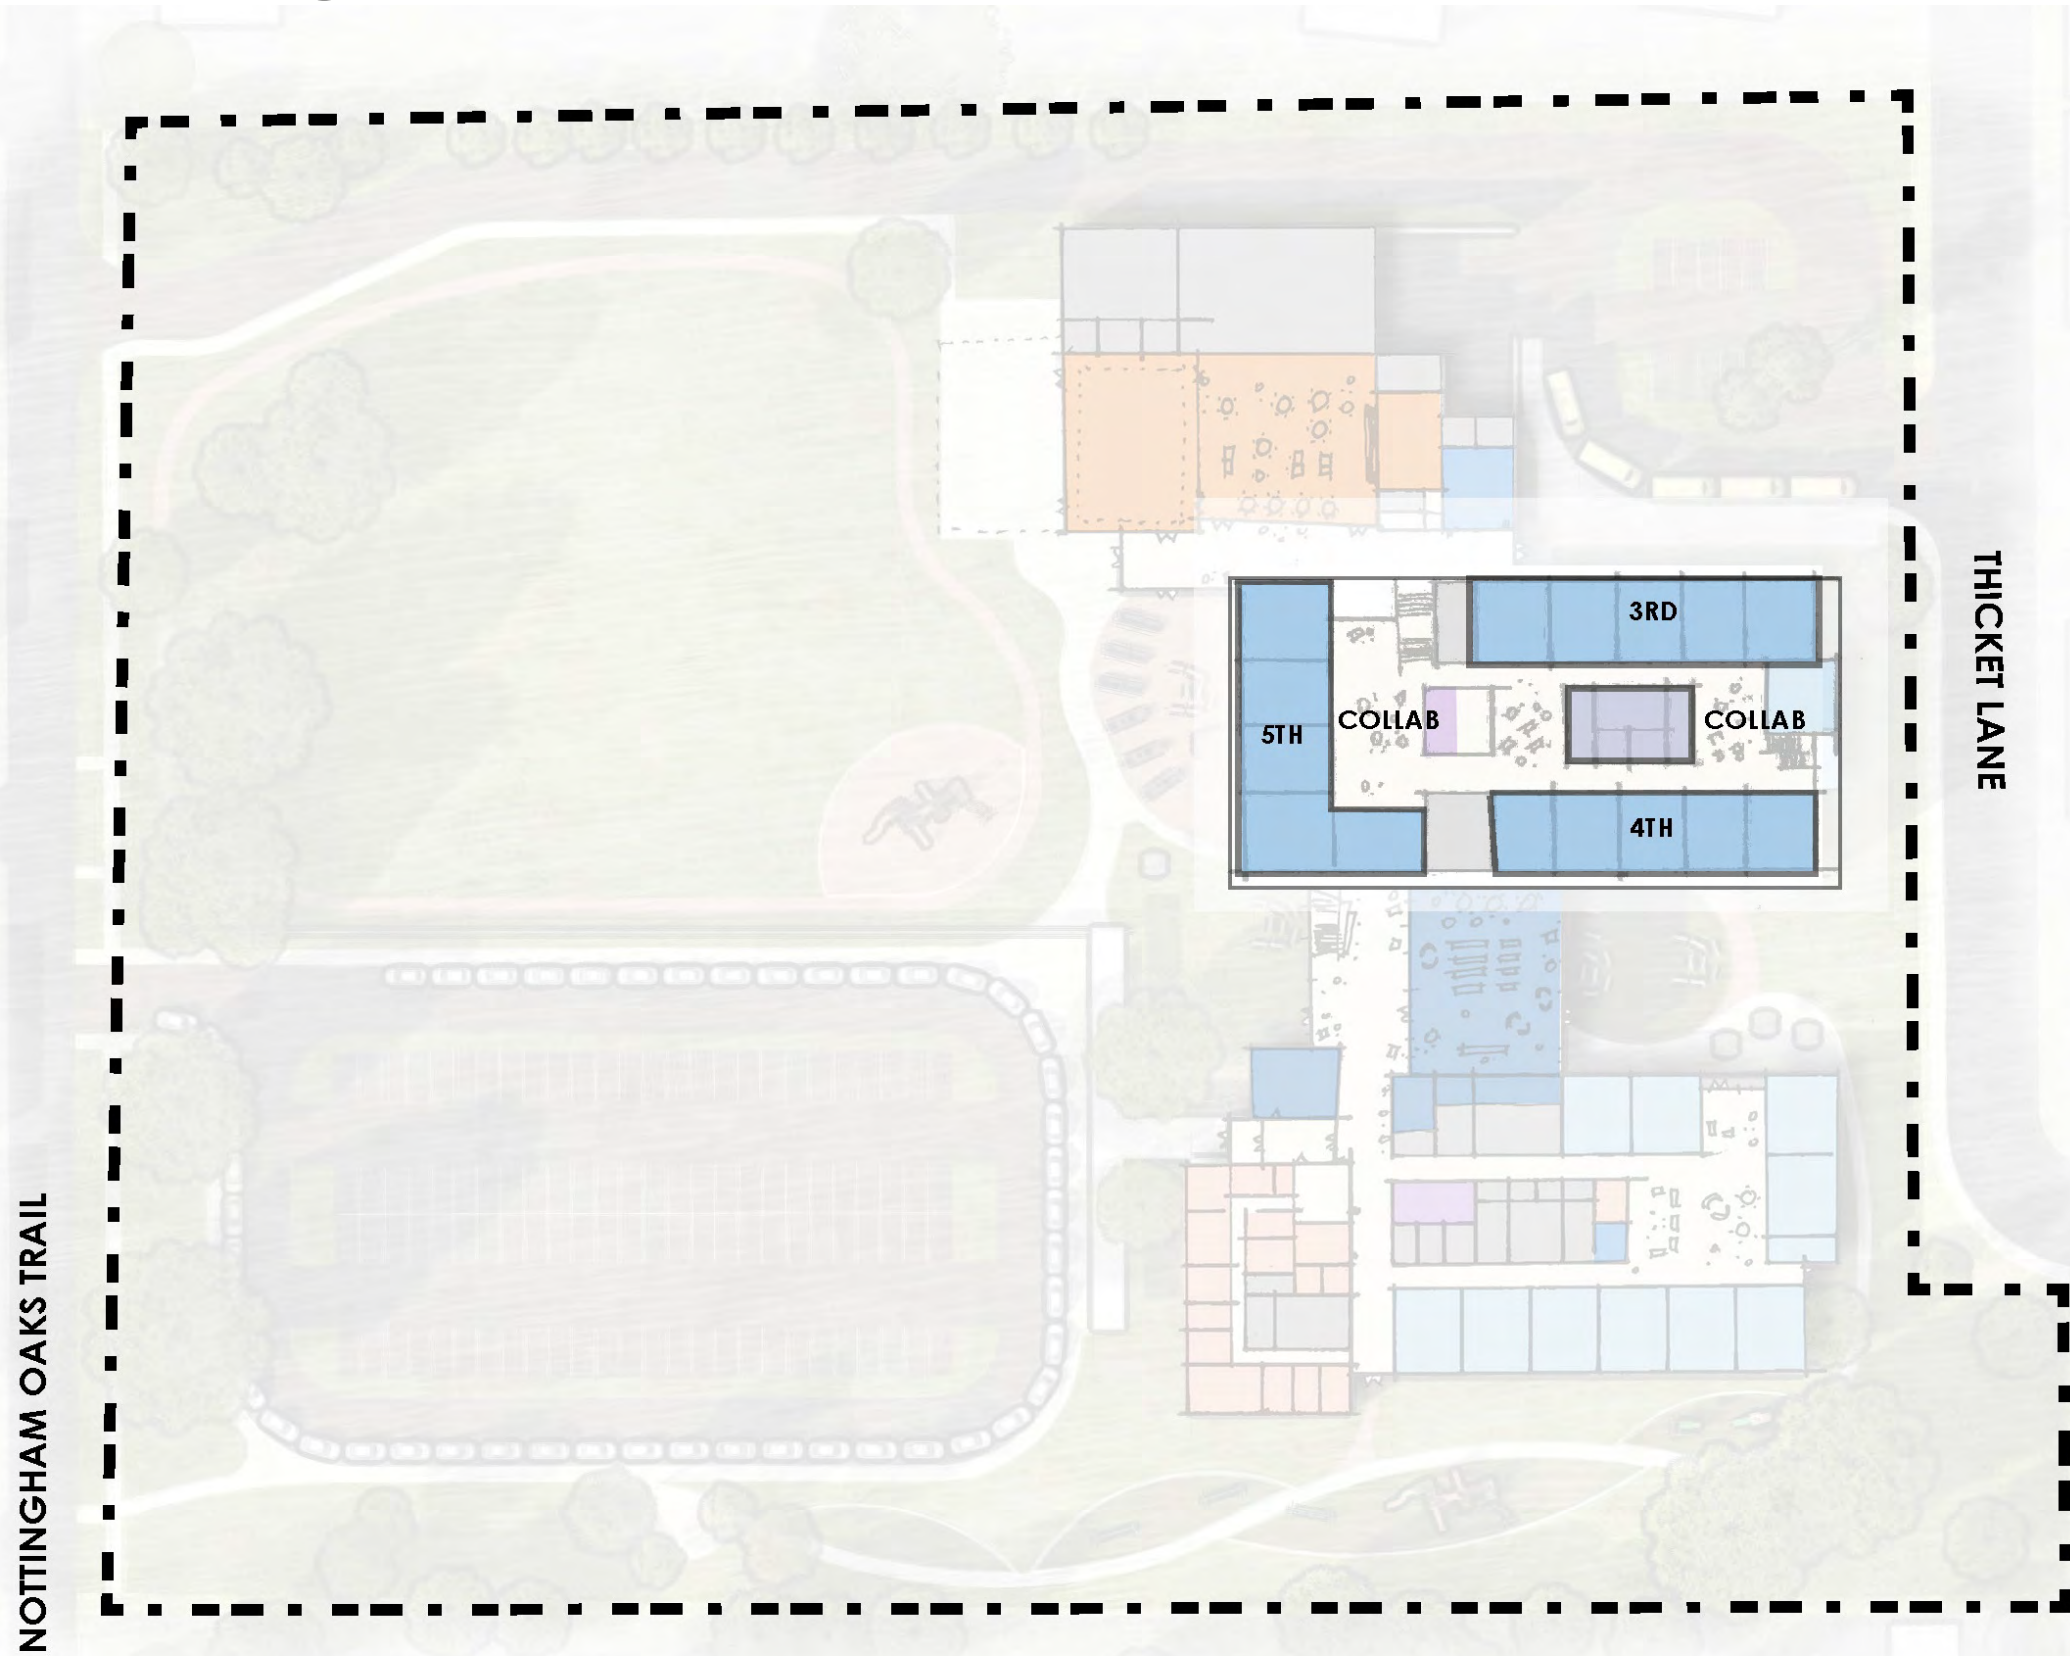 3RD
THICKET LANE
5TH
COLLAB
COLLAB
4TH
NOTTINGHAM OAKS TRAIL